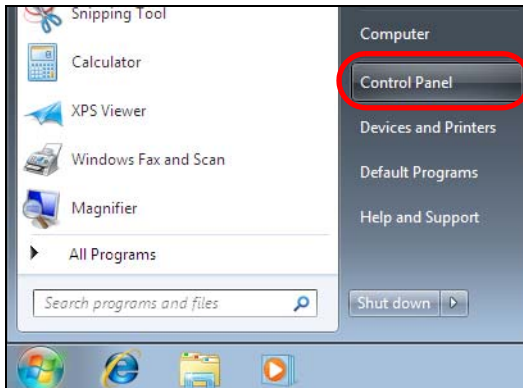 Snipping Tool
Calculator
XPS Viewer
Windows Fax and Scan
Magnifier
All Programs
Search programs and files
Computer
Control Panel
Devices and Printers
Default Programs
Help and Support
Shut down